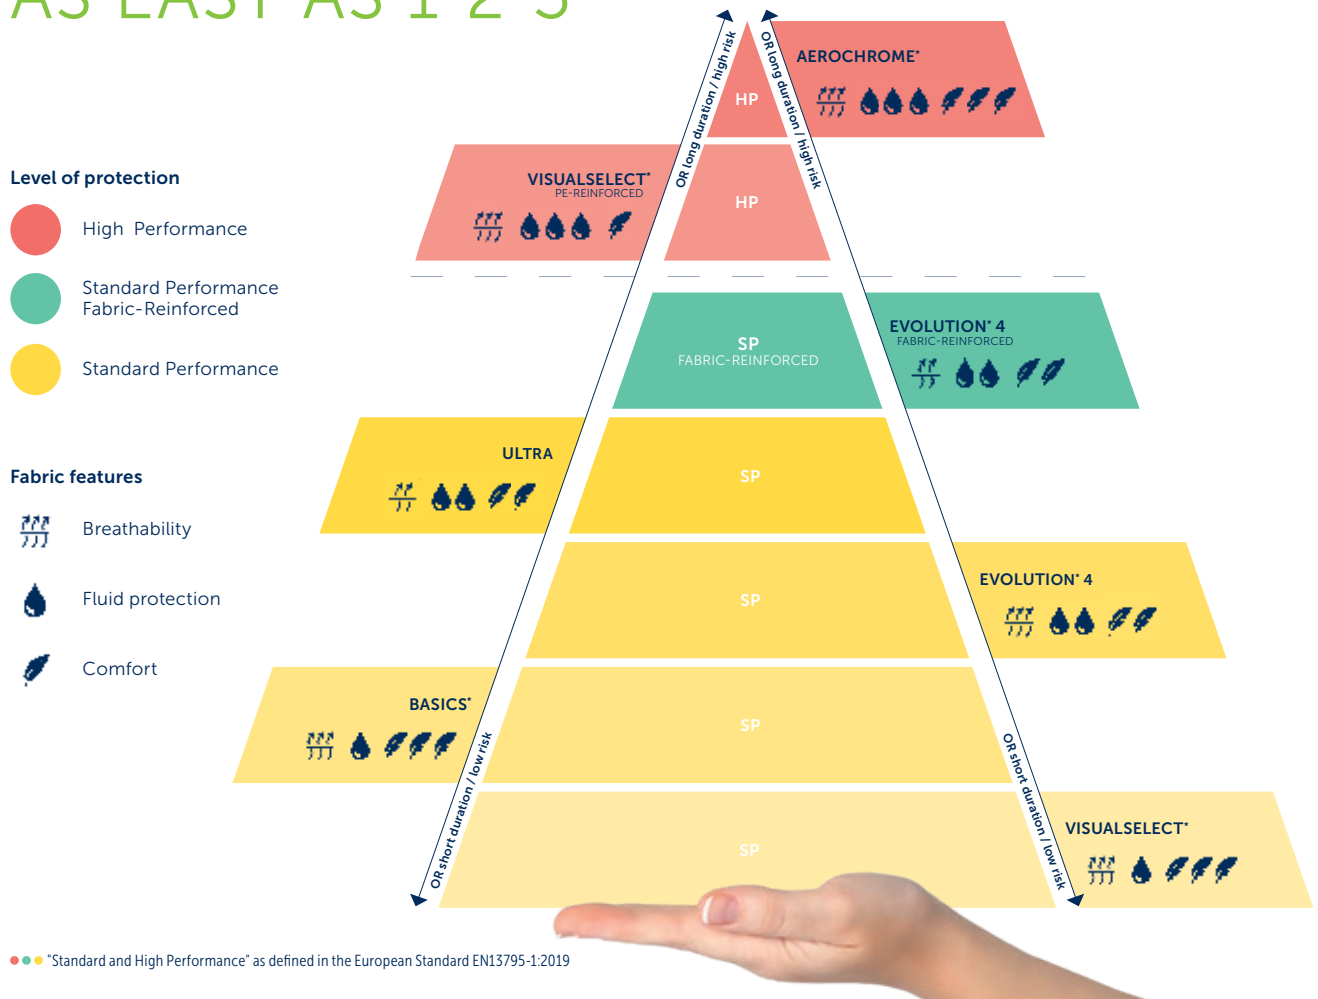 AS EASY AS 1-2-3
OR long duration / high risk
OR long duration / high risk
AEROCHROME*
HP
VISUALSELECT*
PE-REINFORCED
HP
Level of protection
High Performance
Standard Performance
Fabric-Reinforced
Standard Performance
SP
FABRIC-REINFORCED
EVOLUTION* 4
FABRIC-REINFORCED
ULTRA
SP
Fabric features
Breathability
Fluid protection
Comfort
SP
EVOLUTION* 4
BASICS*
SP
OR short duration / low risk
OR short duration / low risk
SP
VISUALSELECT*
"Standard and High Performance" as defined in the European Standard EN13795-1:2019